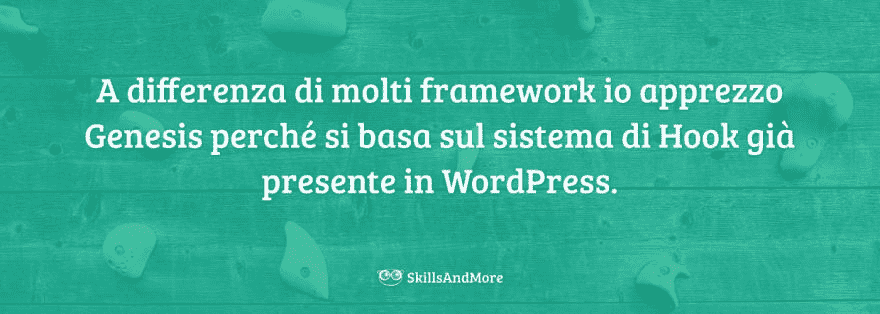 A differenza di molti framework io apprezzo
Genesis perché si basa sul sistema di Hook già
presente in WordPress.
SkillsAndMore